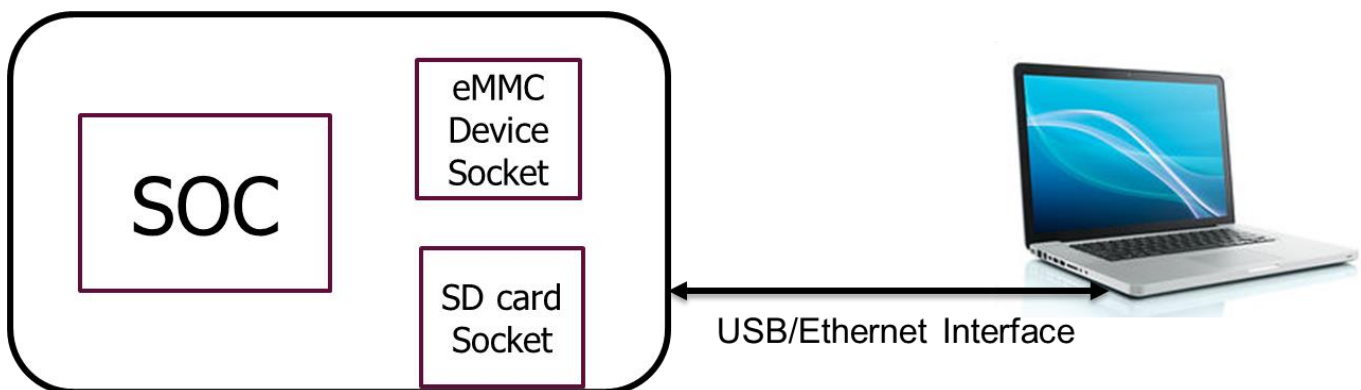 SOC
eMMC
Device
Socket
SD card
Socket
USB/Ethernet Interface